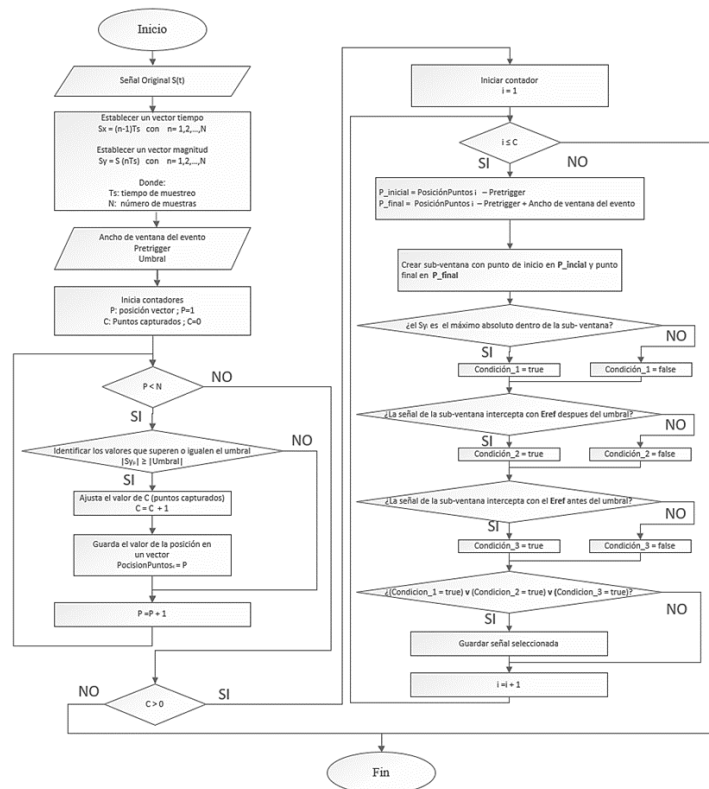 Inicio
Señal Original S(t)
Establecer un vector tiempo
Sx = (n-1)Ts con n= 1,2,...,N
Establecer un vector magnitud
Sy = S (nTs) con n= 1,2,...,N
Donde:
Ts: tiempo de muestreo
N: número de muestras
Ancho de ventana del evento
Pretrigger
Umbral
Inicia contadores
P: posición vector ; P=1
C: Puntos capturados ; C=0
P < N
NO
SI
Identificar los valores que superen o igualen el umbral
|Syₚ| ≥ |Umbral|
NO
SI
Ajusta el valor de C (puntos capturados)
C = C + 1
Guarda el valor de la posición en
un vector
PocisionPuntos꜀ = P
P =P + 1
NO
C > 0
SI
Iniciar contador
i = 1
i ≤ C
SI
NO
P_inicial = PosiciónPuntos i – Pretrigger
P_final = PosiciónPuntos i – Pretrigger + Ancho de ventana del evento
Crear sub-ventana con punto de inicio en P_incial y punto
final en P_final
¿el Syᵢ es el máximo absoluto dentro de la sub- ventana?
NO
SI
Condición_1 = true
Condición_1 = false
¿La señal de la sub-ventana intercepta con Eref despues del umbral?
NO
SI
Condición_2 = true
Condición_2 = false
¿La señal de la sub-ventana intercepta con el Eref antes del umbral?
NO
SI
Condición_3 = true
Condición_3 = false
¿(Condicion_1 = true) v (Condicion_2 = true) v (Condicion_3 = true)?
NO
SI
Guardar señal seleccionada
i =i + 1
Fin